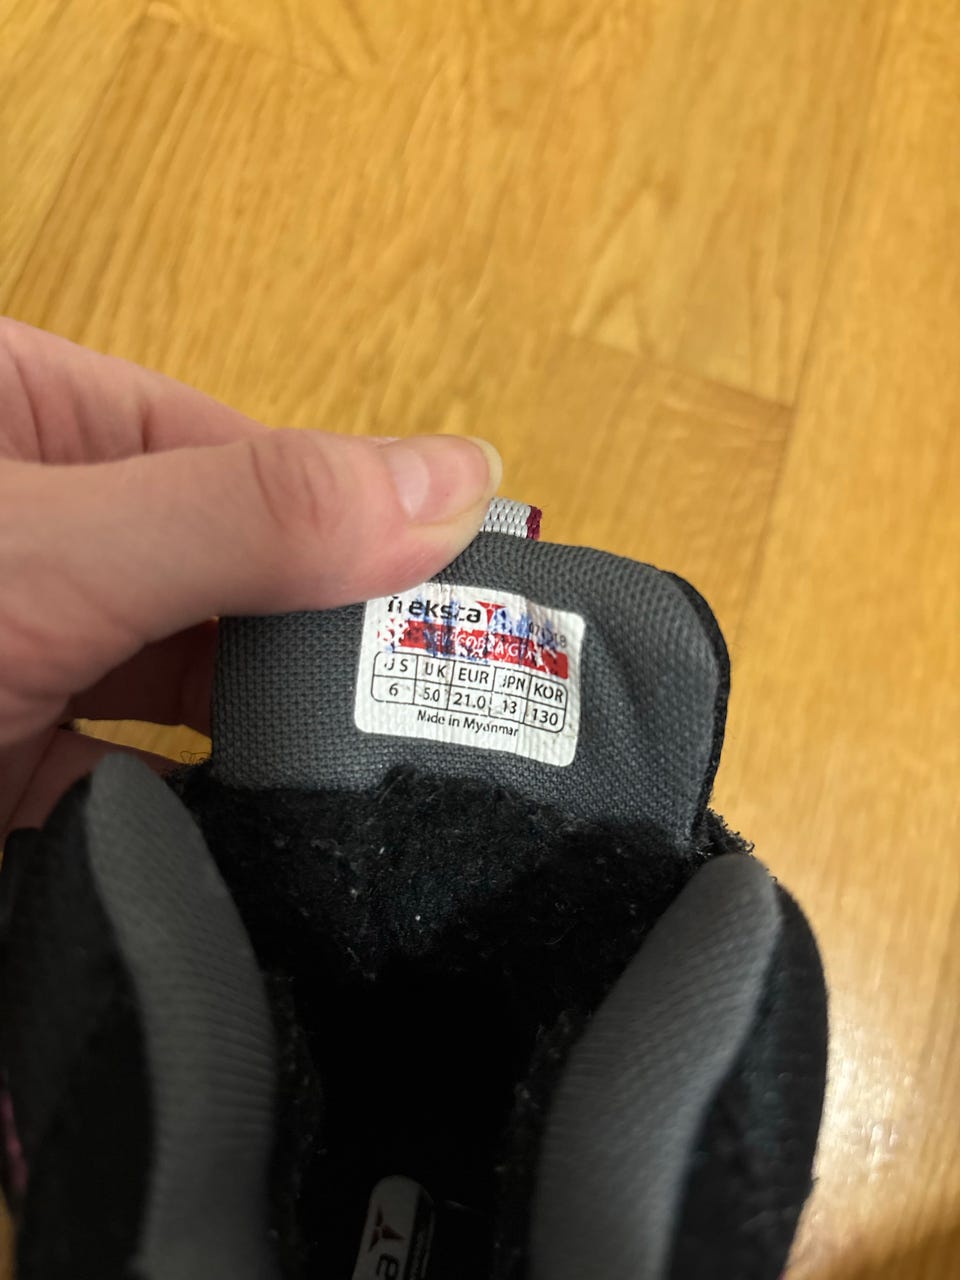 Treksta
US UK EUR JPN KOR
6 5.0 21.0 13 130
Made in Myanmar